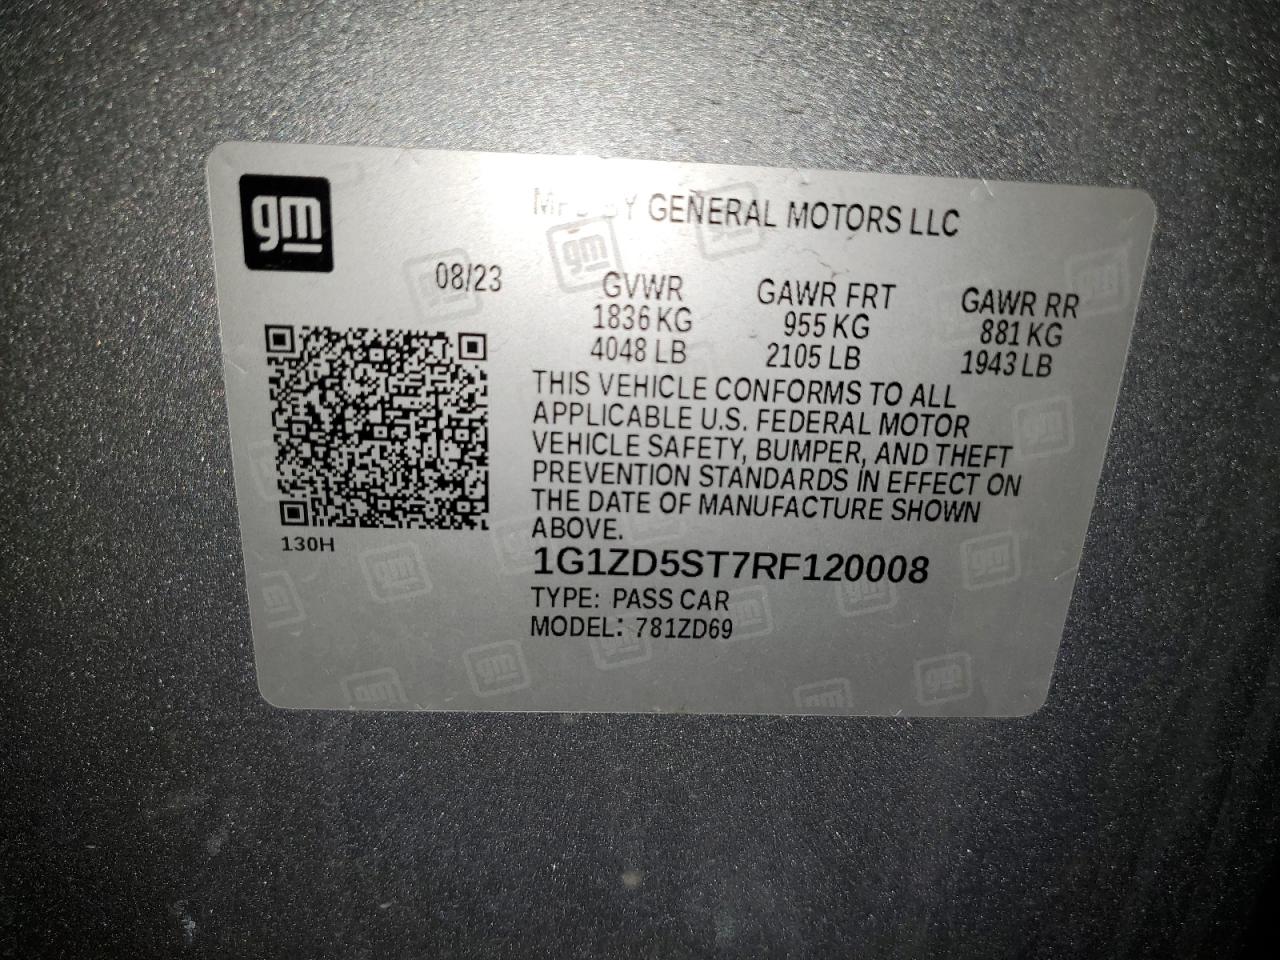 gm
MFD BY GENERAL MOTORS LLC
08/23
GVWR GAWR FRT GAWR RR
1836 KG 955 KG 881 KG
4048 LB 2105 LB 1943 LB
THIS VEHICLE CONFORMS TO ALL
APPLICABLE U.S. FEDERAL MOTOR
VEHICLE SAFETY, BUMPER, AND THEFT
PREVENTION STANDARDS IN EFFECT ON
THE DATE OF MANUFACTURE SHOWN
ABOVE.
130H
1G1ZD5ST7RF120008
TYPE: PASS CAR
MODEL: 781ZD69